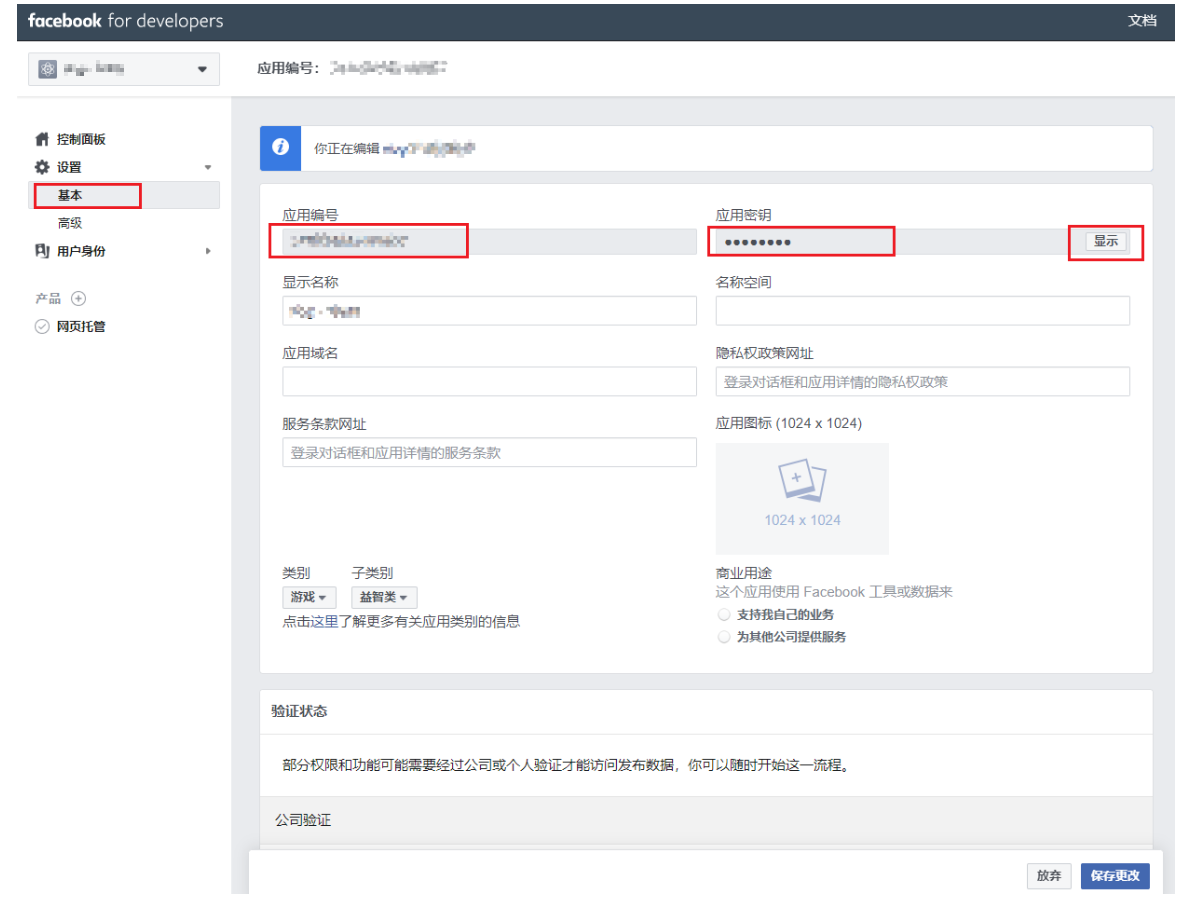 facebook for developers
文档
应用编号：
控制面板
设置
基本
高级
用户身份
产品
网页托管
你正在编辑
应用编号
应用密钥
••••••••
显示
显示名称
名称空间
应用域名
隐私权政策网址
登录对话框和应用详情的隐私权政策
服务条款网址
应用图标 (1024 x 1024)
登录对话框和应用详情的服务条款
1024 x 1024
类别
子类别
游戏
益智类
点击这里了解更多有关应用类别的信息
商业用途
这个应用使用 Facebook 工具或数据来
支持我自己的业务
为其他公司提供服务
验证状态
部分权限和功能可能需要经过公司或个人验证才能访问发布数据，你可以随时开始这一流程。
公司验证
放弃
保存更改